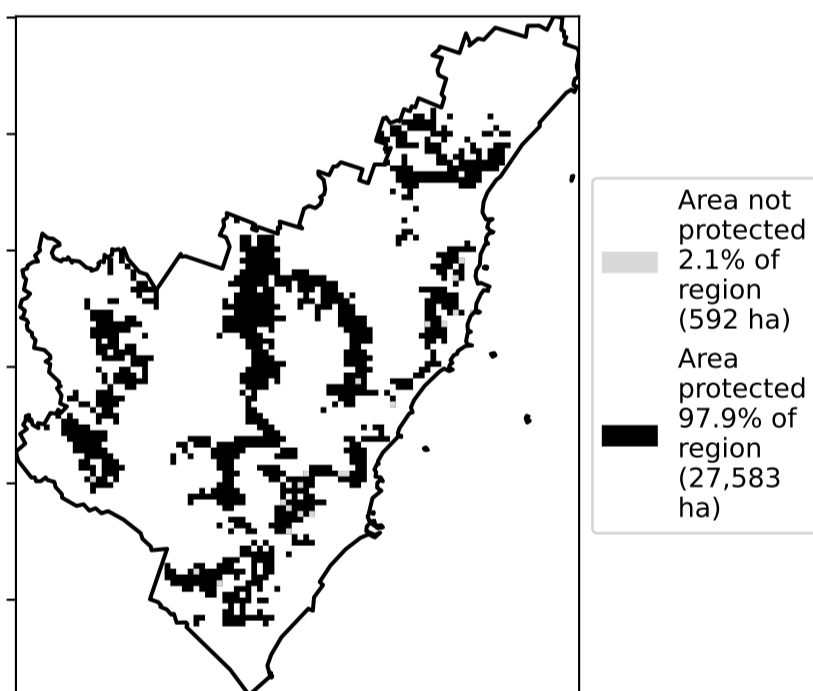 Area not
protected
2.1% of
region
(592 ha)
Area
protected
97.9% of
region
(27,583
ha)